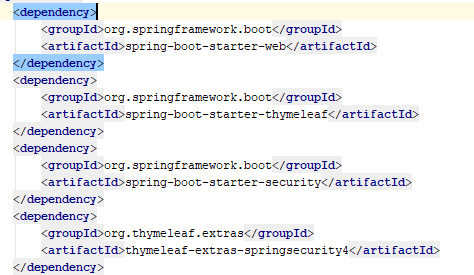 <dependency>
<groupId>org.springframework.boot</groupId>
<artifactId>spring-boot-starter-web</artifactId>
</dependency>
<dependency>
<groupId>org.springframework.boot</groupId>
<artifactId>spring-boot-starter-thymeleaf</artifactId>
</dependency>
<dependency>
<groupId>org.springframework.boot</groupId>
<artifactId>spring-boot-starter-security</artifactId>
</dependency>
<dependency>
<groupId>org.thymeleaf.extras</groupId>
<artifactId>thymeleaf-extras-springsecurity4</artifactId>
</dependency>